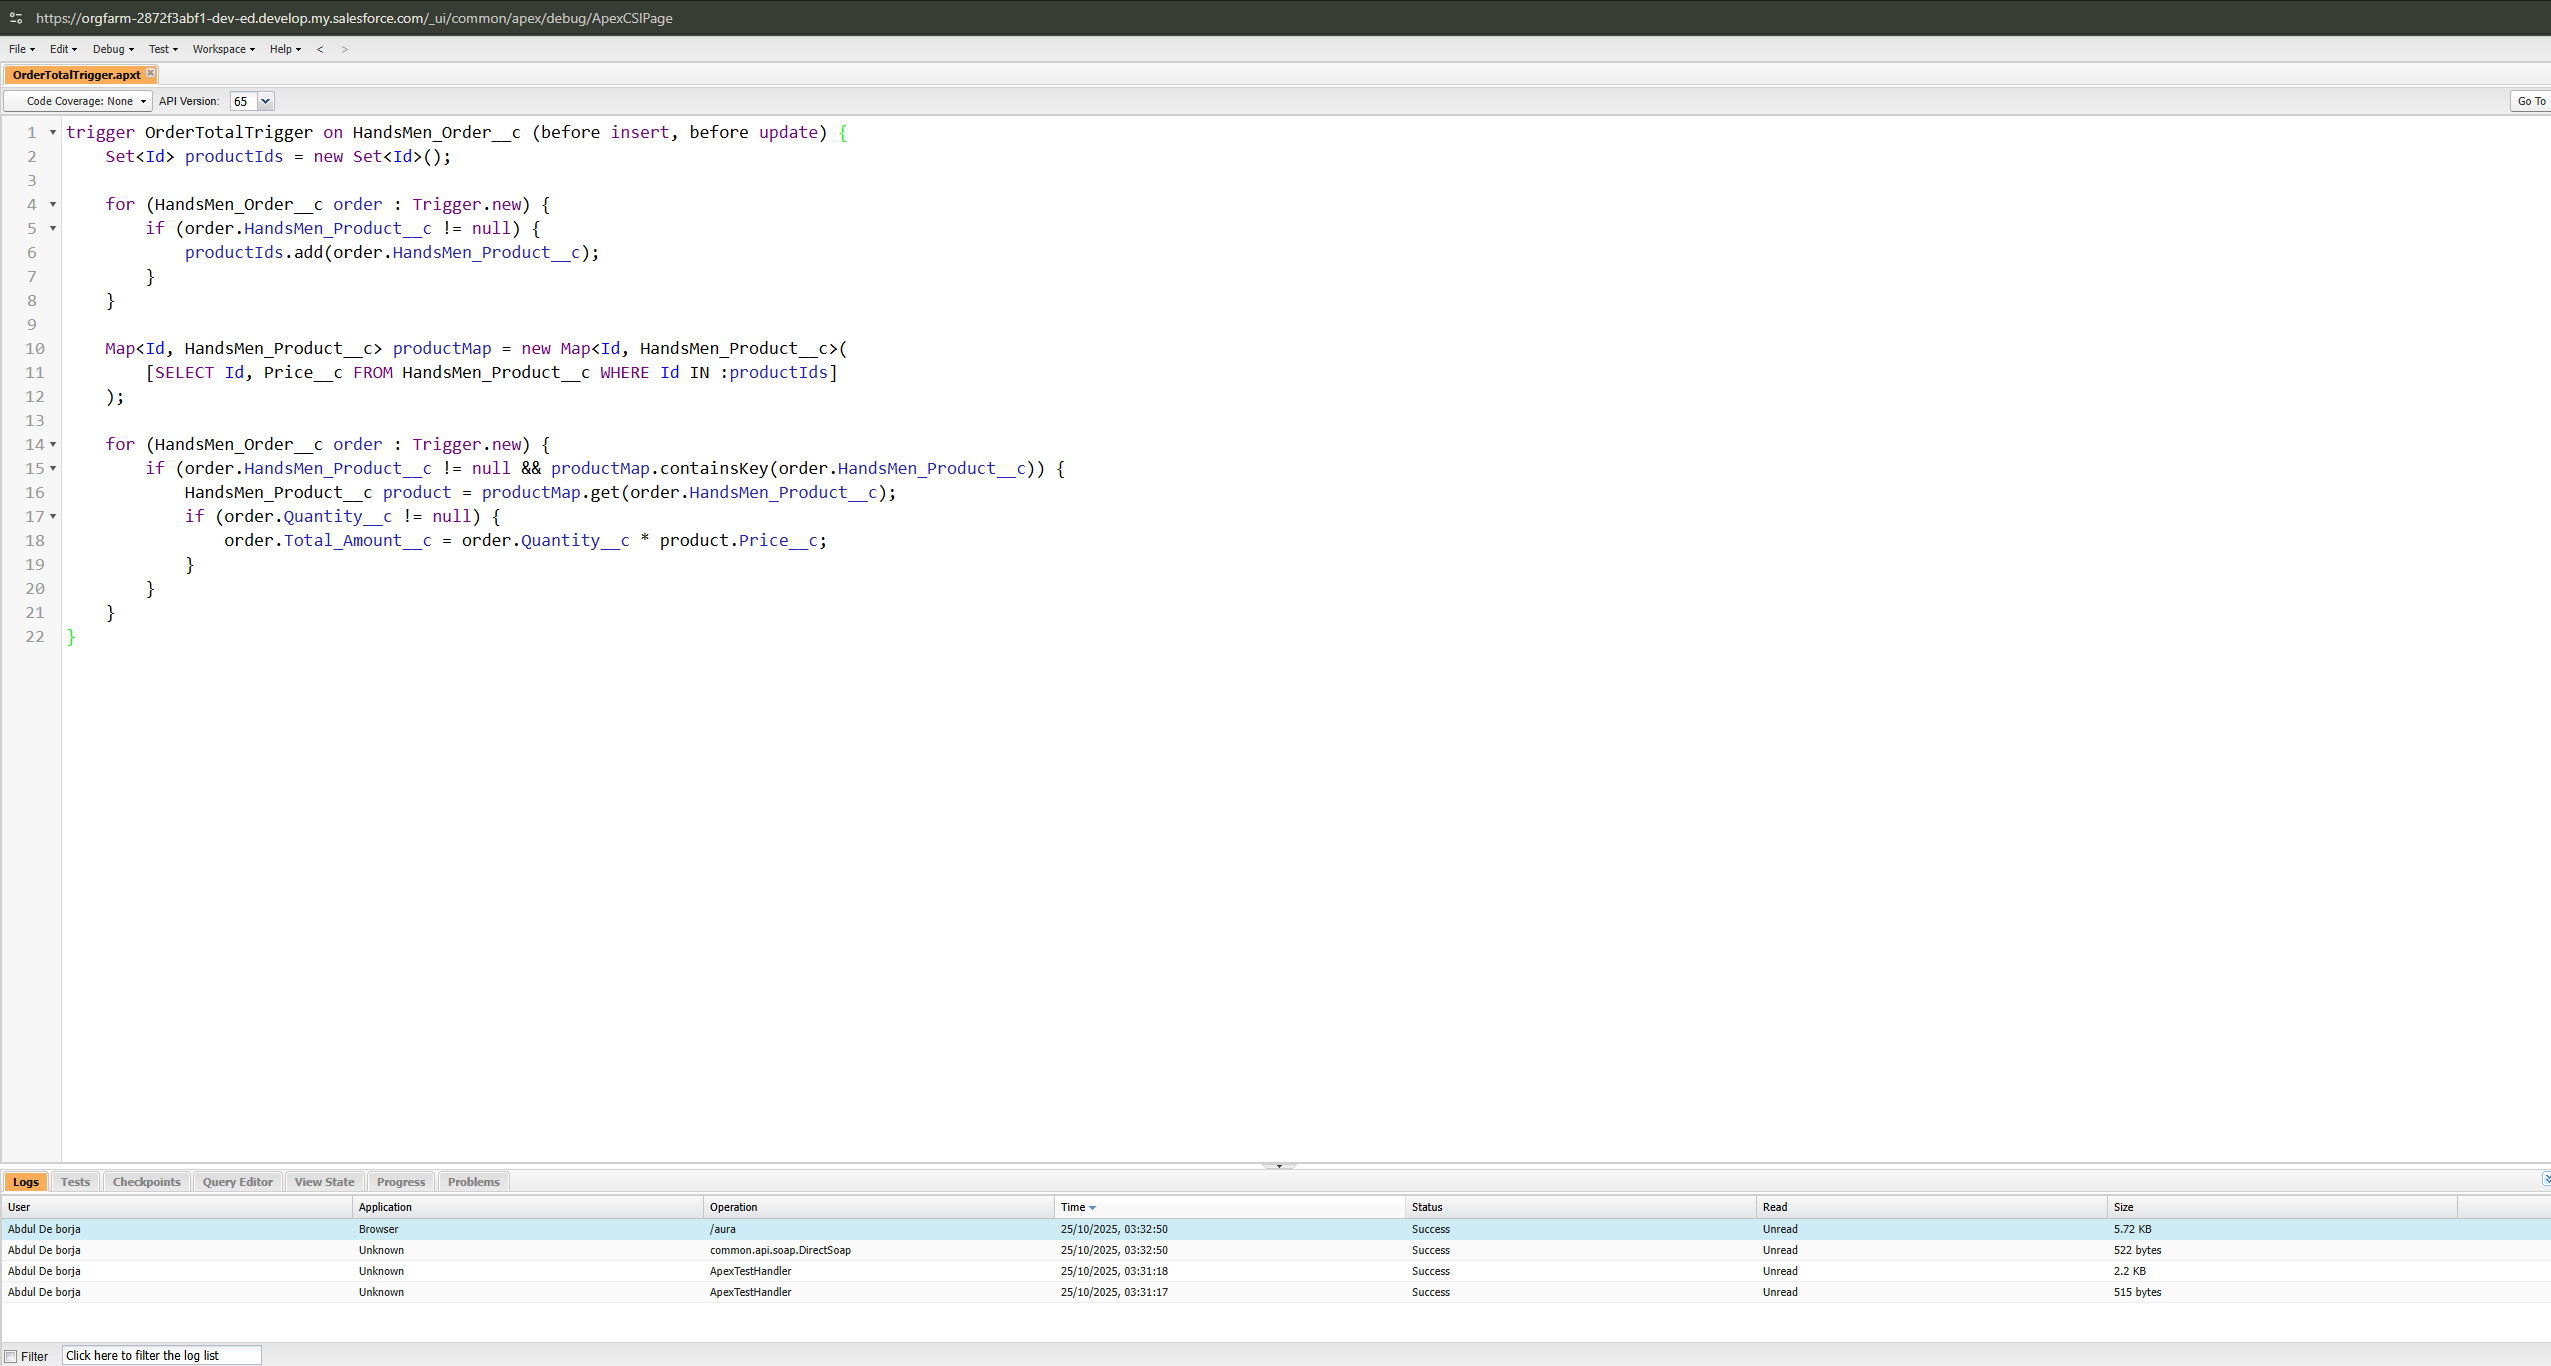 https://orgfarm-2872f3abf1-dev-ed.develop.my.salesforce.com/_ui/common/apex/debug/ApexCSIPage
File Edit Debug Test Workspace Help < >
OrderTotalTrigger.apxt
Code Coverage: None API Version: 65 Go To
1 trigger OrderTotalTrigger on HandsMen_Order__c (before insert, before update) {
2     Set<Id> productIds = new Set<Id>();
3
4     for (HandsMen_Order__c order : Trigger.new) {
5         if (order.HandsMen_Product__c != null) {
6             productIds.add(order.HandsMen_Product__c);
7         }
8     }
9
10     Map<Id, HandsMen_Product__c> productMap = new Map<Id, HandsMen_Product__c>(
11         [SELECT Id, Price__c FROM HandsMen_Product__c WHERE Id IN :productIds]
12     );
13
14     for (HandsMen_Order__c order : Trigger.new) {
15         if (order.HandsMen_Product__c != null && productMap.containsKey(order.HandsMen_Product__c)) {
16             HandsMen_Product__c product = productMap.get(order.HandsMen_Product__c);
17             if (order.Quantity__c != null) {
18                 order.Total_Amount__c = order.Quantity__c * product.Price__c;
19             }
20         }
21     }
22 }
Logs Tests Checkpoints Query Editor View State Progress Problems
User Application Operation Time Status Read Size
Abdul De borja Browser /aura 25/10/2025, 03:32:50 Success Unread 5.72 KB
Abdul De borja Unknown common.api.soap.DirectSoap 25/10/2025, 03:32:50 Success Unread 522 bytes
Abdul De borja Unknown ApexTestHandler 25/10/2025, 03:31:18 Success Unread 2.2 KB
Abdul De borja Unknown ApexTestHandler 25/10/2025, 03:31:17 Success Unread 515 bytes
Filter Click here to filter the log list